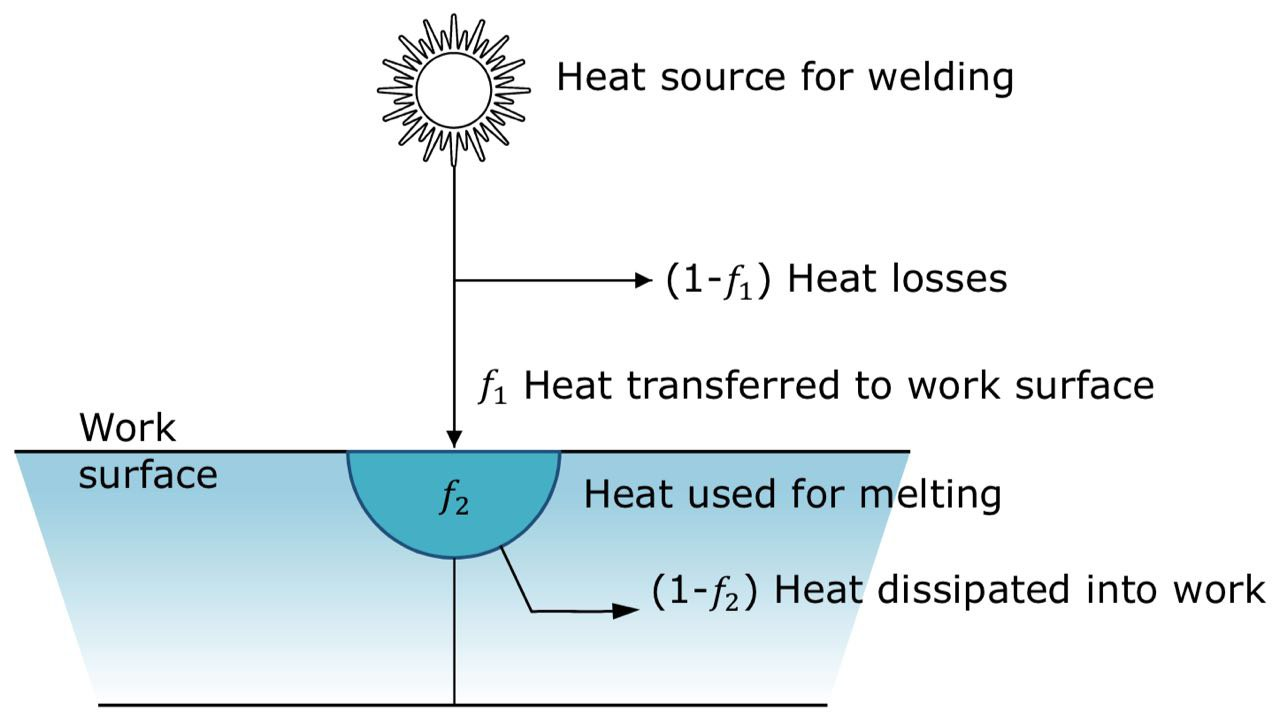 Heat source for welding
(1-f₁) Heat losses
f₁ Heat transferred to work surface
Work
surface
f₂
Heat used for melting
(1-f₂) Heat dissipated into work